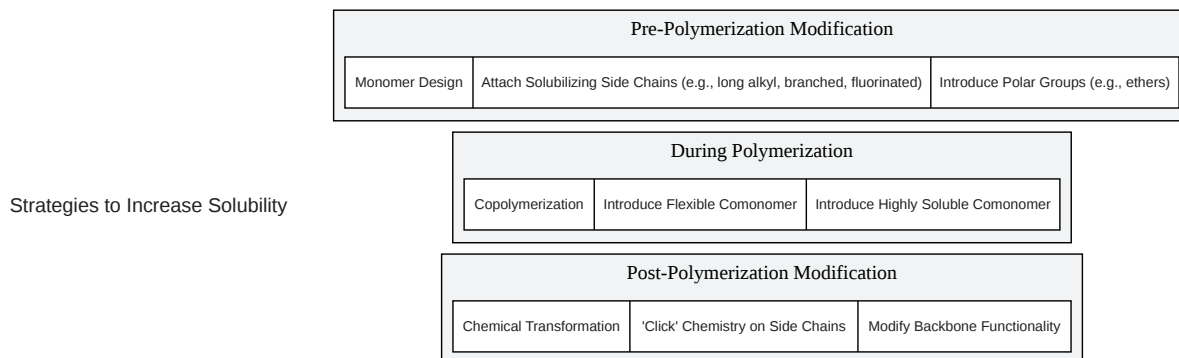 Pre-Polymerization Modification
Monomer Design
Attach Solubilizing Side Chains (e.g., long alkyl, branched, fluorinated)
Introduce Polar Groups (e.g., ethers)
During Polymerization
Strategies to Increase Solubility
Copolymerization
Introduce Flexible Comonomer
Introduce Highly Soluble Comonomer
Post-Polymerization Modification
Chemical Transformation
'Click' Chemistry on Side Chains
Modify Backbone Functionality